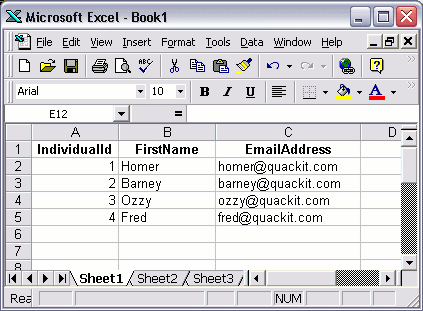 Microsoft Excel - Book1
File Edit View Insert Format Tools Data Window Help
ABC
Arial 10 B I U A
E12 =
A B C D
1 IndividualId FirstName EmailAddress
2 1 Homer homer@quackit.com
3 2 Barney barney@quackit.com
4 3 Ozzy ozzy@quackit.com
5 4 Fred fred@quackit.com
6
7
8
Sheet1 Sheet2 Sheet3
Rea NUM